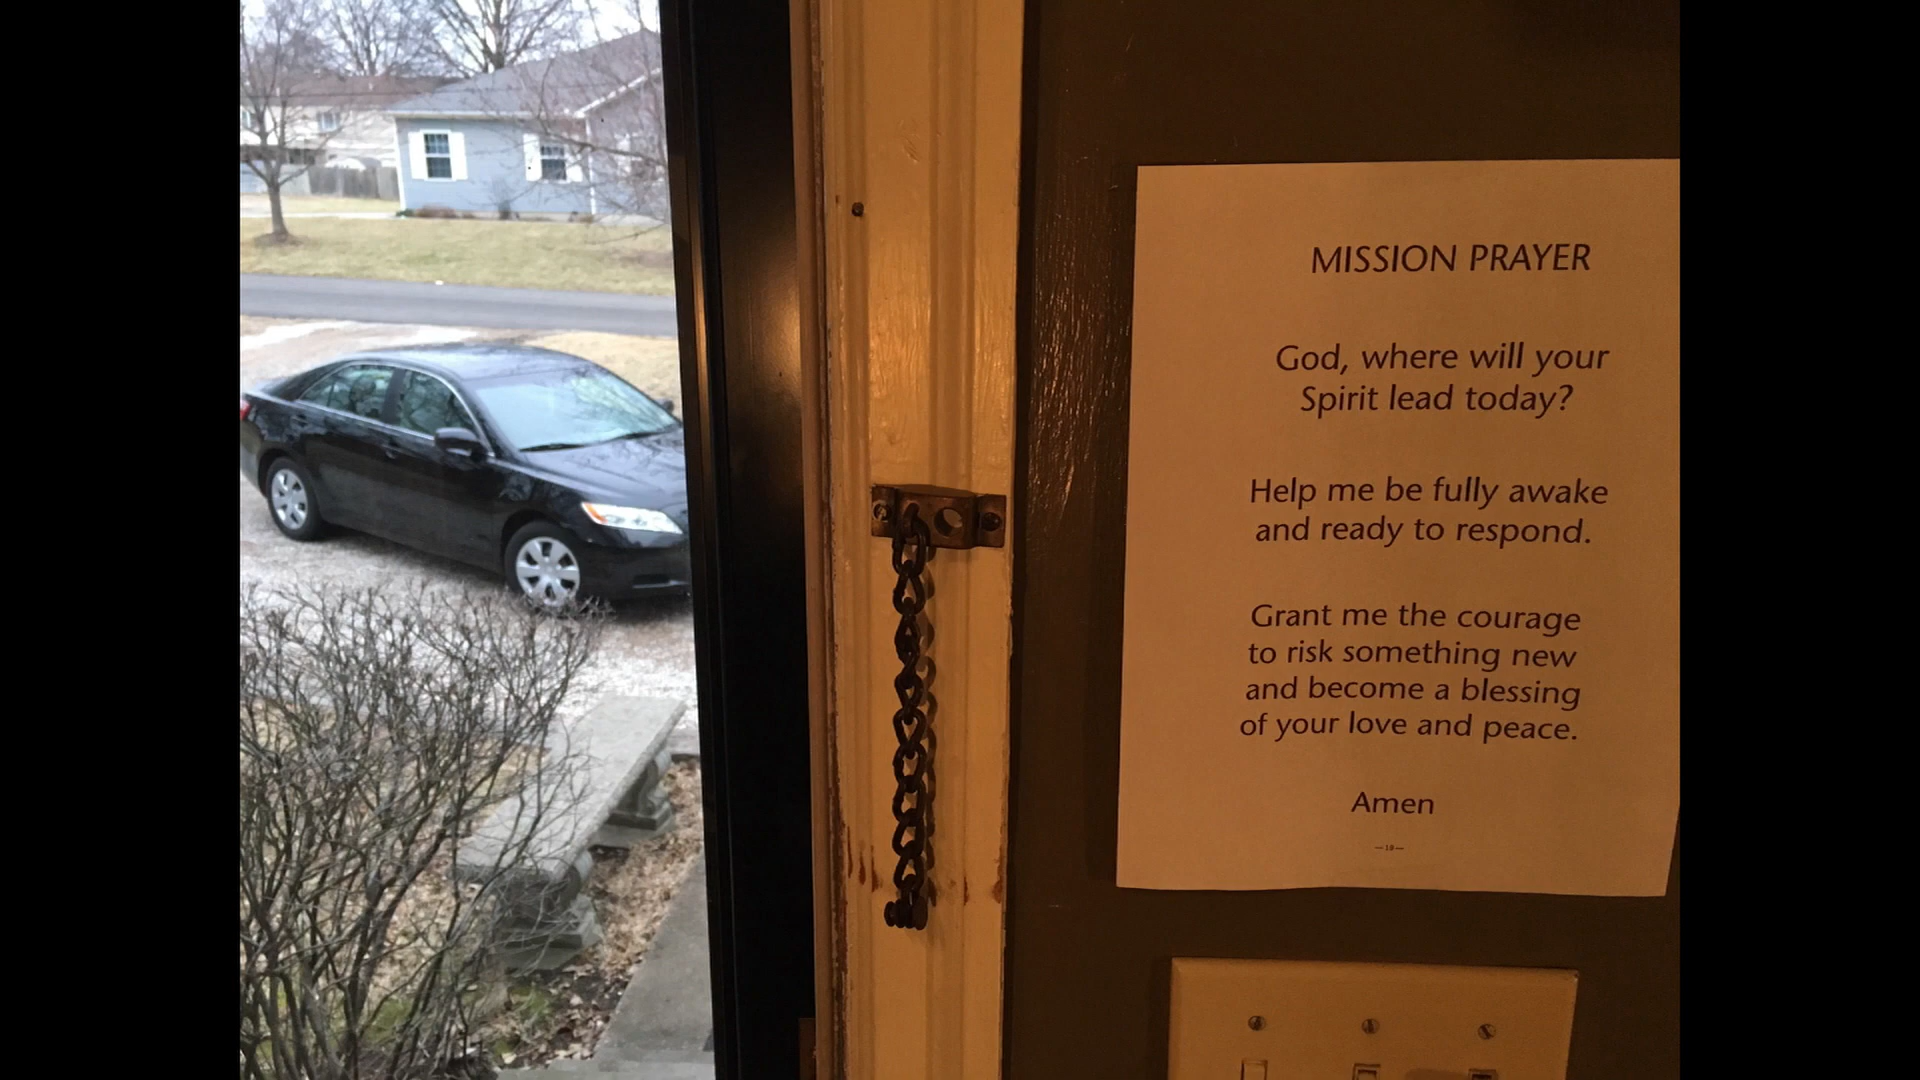 MISSION PRAYER
God, where will your
Spirit lead today?
Help me be fully awake
and ready to respond.
Grant me the courage
to risk something new
and become a blessing
of your love and peace.
Amen
—18—